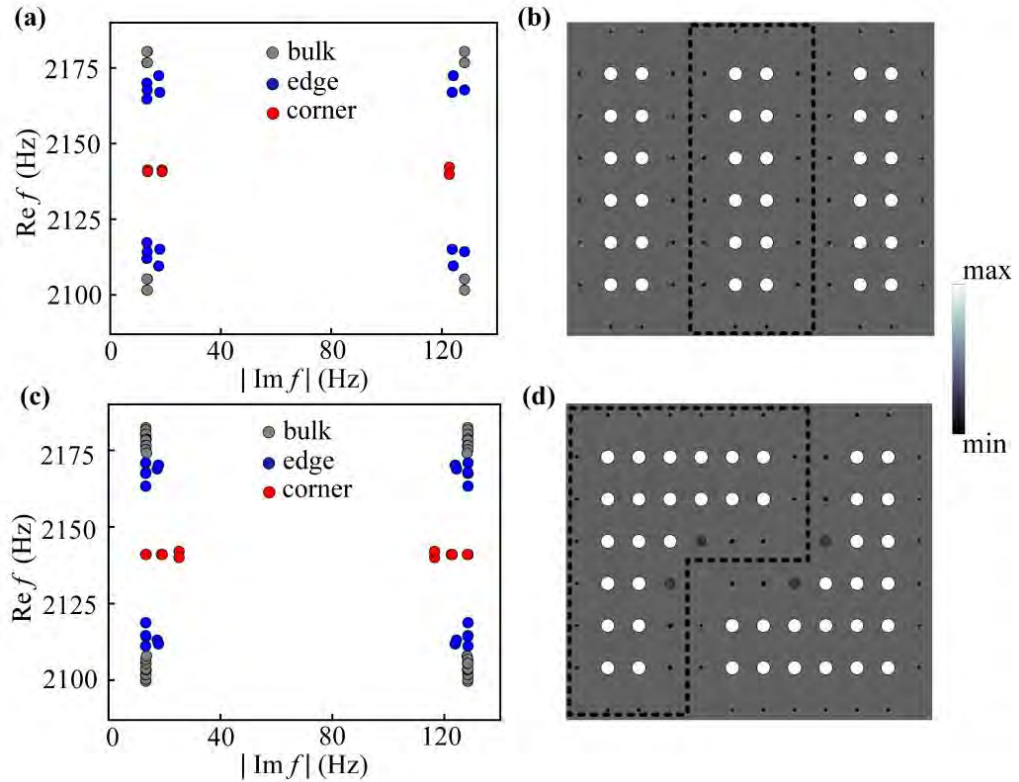 (a)
bulk
edge
corner
2175
2150
2125
2100
Re f (Hz)
0 40 80 120
| Im f | (Hz)
(b)
max
min
(c)
bulk
edge
corner
2175
2150
2125
2100
Re f (Hz)
0 40 80 120
| Im f | (Hz)
(d)